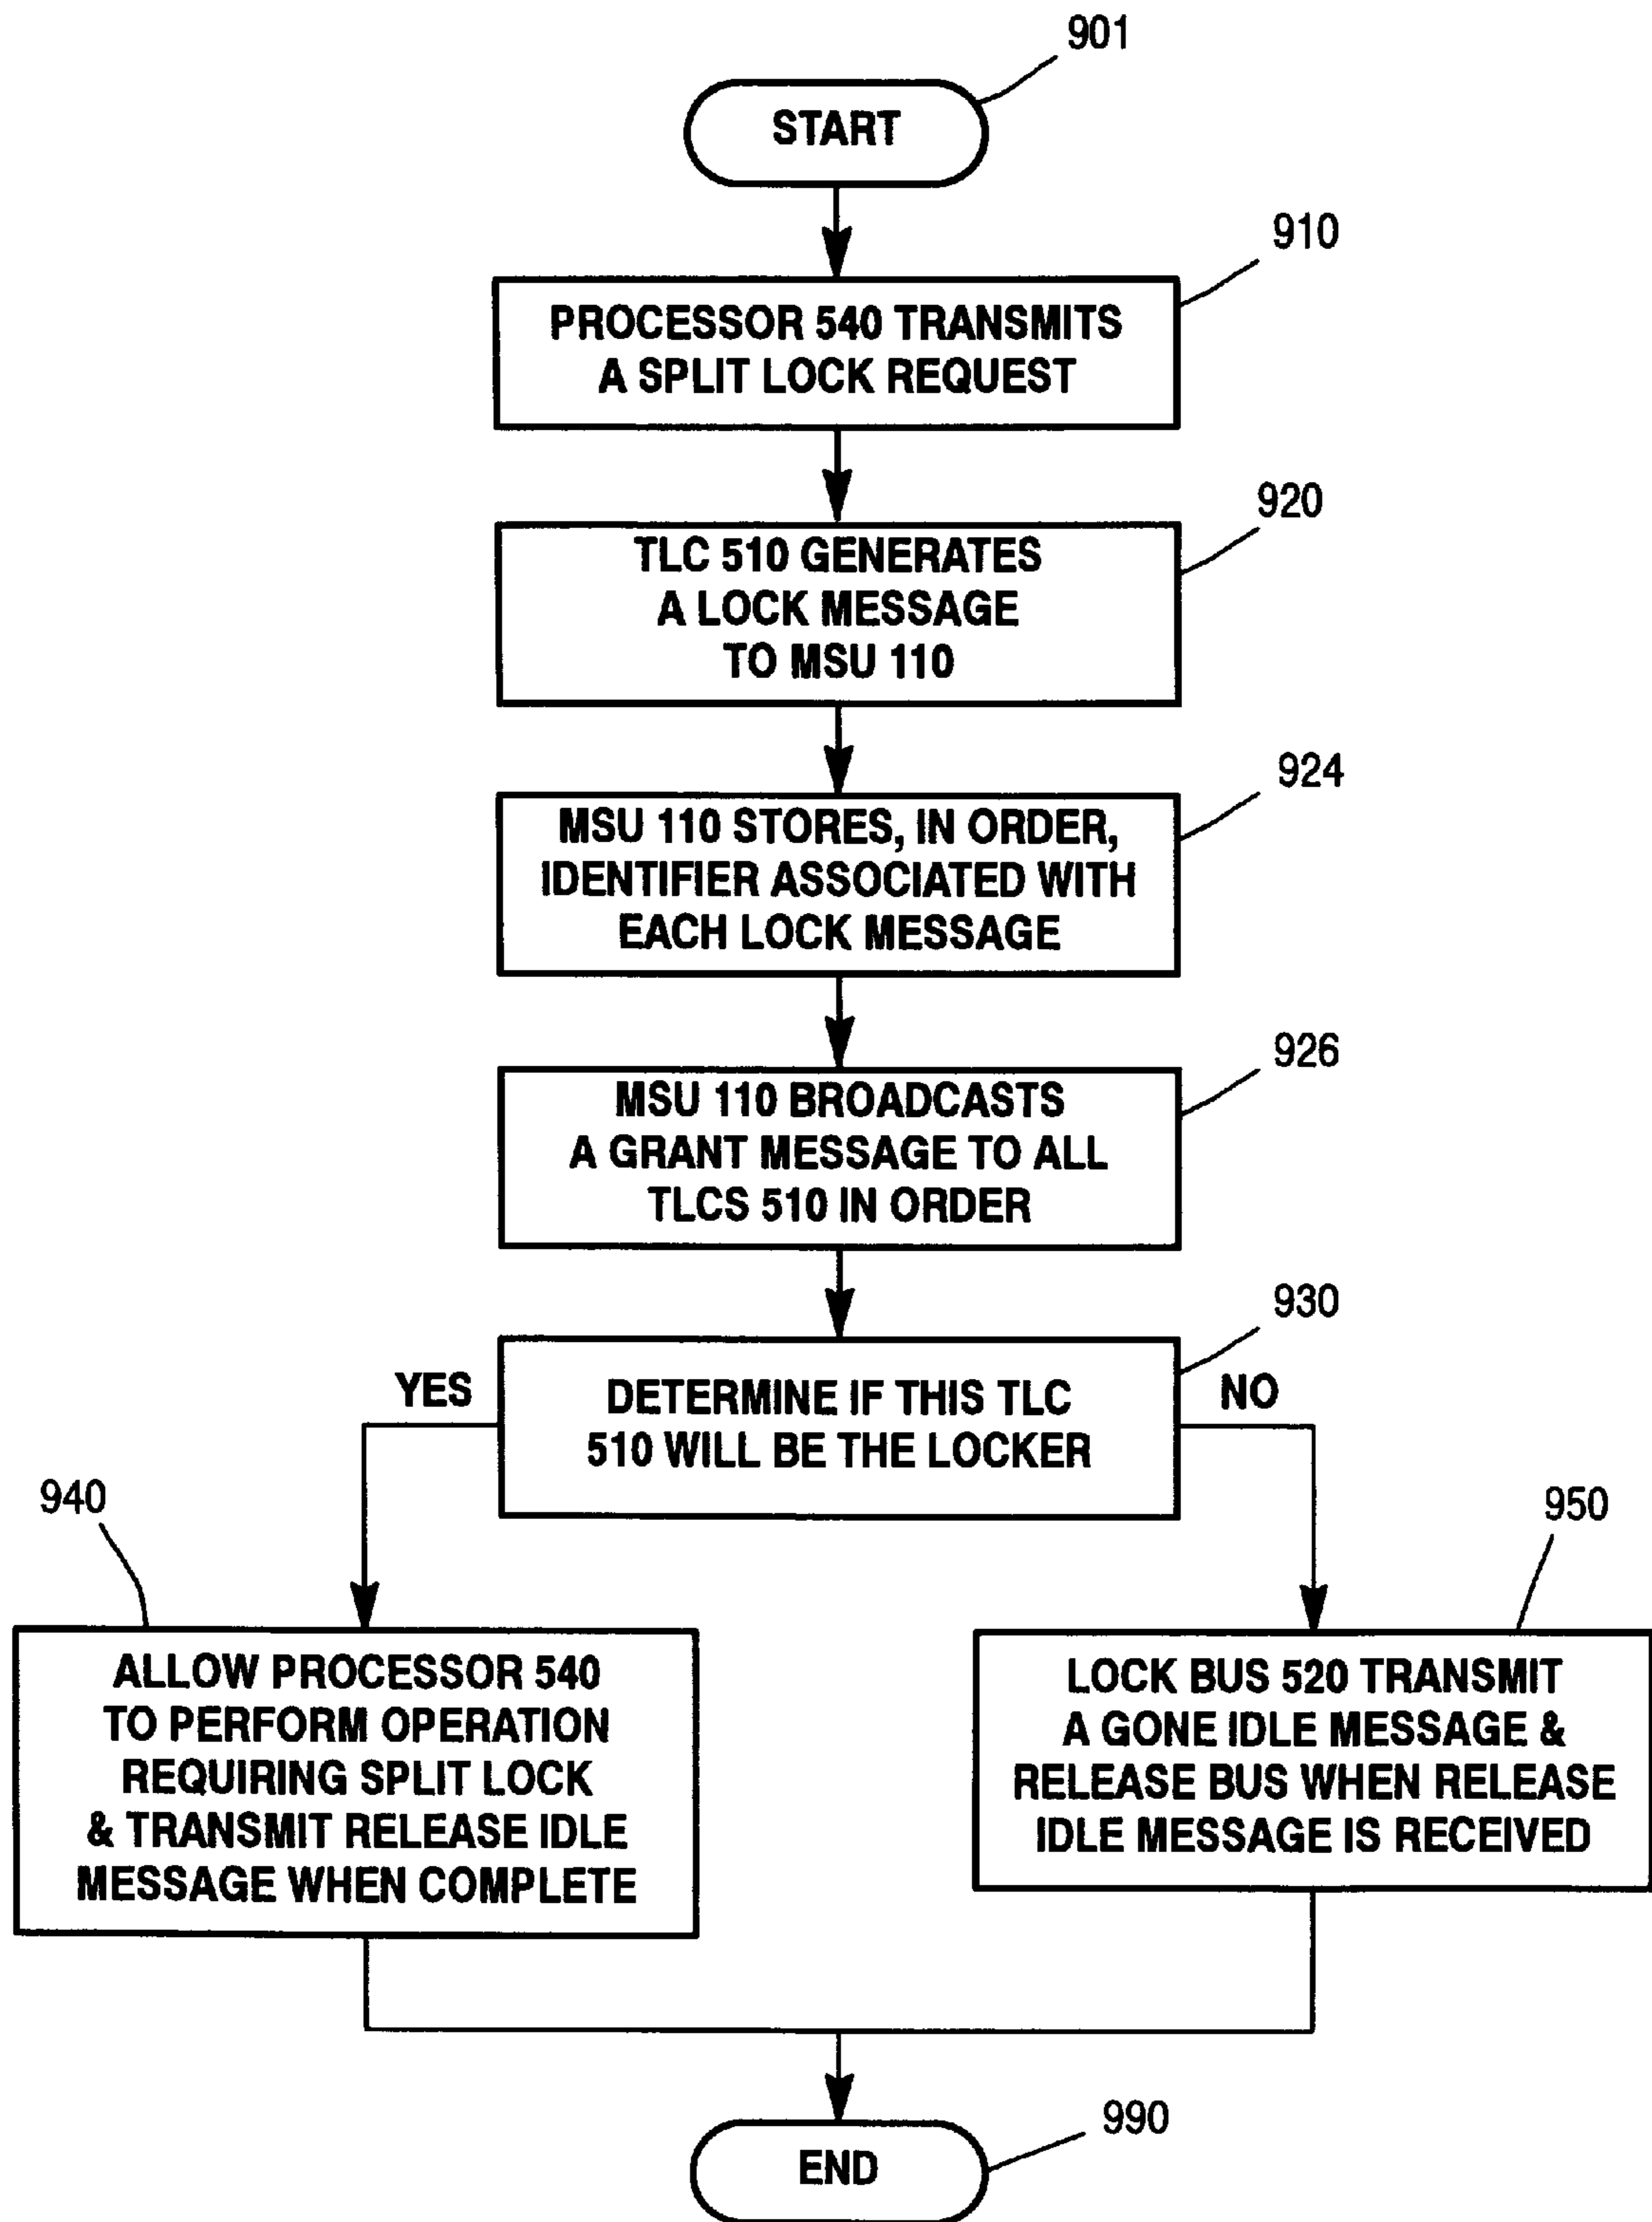 901
START
910
PROCESSOR 540 TRANSMITS
A SPLIT LOCK REQUEST
920
TLC 510 GENERATES
A LOCK MESSAGE
TO MSU 110
924
MSU 110 STORES, IN ORDER,
IDENTIFIER ASSOCIATED WITH
EACH LOCK MESSAGE
926
MSU 110 BROADCASTS
A GRANT MESSAGE TO ALL
TLCS 510 IN ORDER
930
YES
DETERMINE IF THIS TLC
510 WILL BE THE LOCKER
NO
940
ALLOW PROCESSOR 540
TO PERFORM OPERATION
REQUIRING SPLIT LOCK
& TRANSMIT RELEASE IDLE
MESSAGE WHEN COMPLETE
950
LOCK BUS 520 TRANSMIT
A GONE IDLE MESSAGE &
RELEASE BUS WHEN RELEASE
IDLE MESSAGE IS RECEIVED
990
END